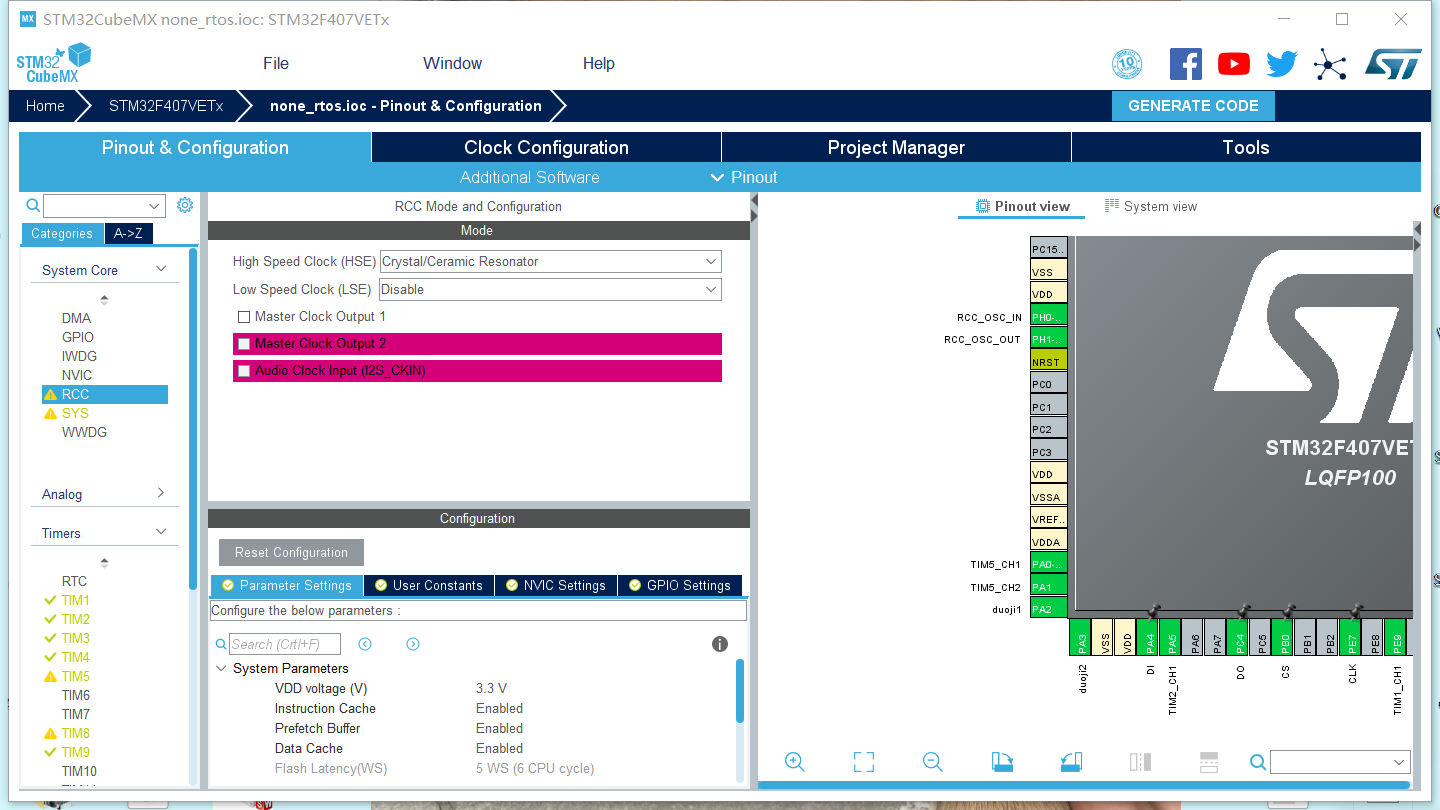 MX STM32CubeMX none_rtos.ioc: STM32F407VETx
STM32
CubeMX
File Window Help
10
Home STM32F407VETx none_rtos.ioc - Pinout & Configuration GENERATE CODE
Pinout & Configuration Clock Configuration Project Manager Tools
Additional Software Pinout
Categories A->Z
System Core
DMA
GPIO
IWDG
NVIC
RCC
SYS
WWDG
Analog
Timers
RTC
TIM1
TIM2
TIM3
TIM4
TIM5
TIM6
TIM7
TIM8
TIM9
TIM10
RCC Mode and Configuration
Mode
High Speed Clock (HSE) Crystal/Ceramic Resonator
Low Speed Clock (LSE) Disable
Master Clock Output 1
Master Clock Output 2
Audio Clock Input (I2S_CKIN)
Configuration
Reset Configuration
Parameter Settings User Constants NVIC Settings GPIO Settings
Configure the below parameters :
Search (Crtl+F)
System Parameters
VDD voltage (V) 3.3 V
Instruction Cache Enabled
Prefetch Buffer Enabled
Data Cache Enabled
Flash Latency(WS) 5 WS (6 CPU cycle)
Pinout view System view
PC15..
VSS
VDD
RCC_OSC_IN PH0-..
RCC_OSC_OUT PH1-..
NRST
PC0
PC1
PC2
PC3
VDD
VSSA
VREF..
VDDA
TIM5_CH1 PA0-..
TIM5_CH2 PA1
duoji1 PA2
STM32F407VET
LQFP100
PA3 VSS VDD PA4 PA5 PA6 PA7 PC4 PC5 PB0 PB1 PB2 PE7 PE8 PE9
duoji2 DI TIM2_CH1 DO CS CLK TIM1_CH1